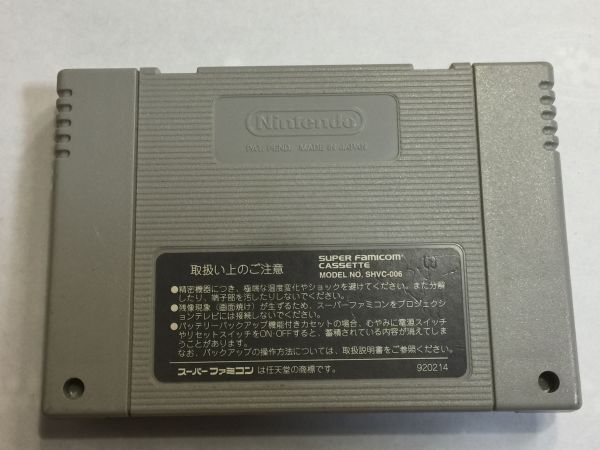 Nintendo
PAT. PEND. MADE IN JAPAN
取扱い上のご注意
SUPER FAMICOM
CASSETTE
MODEL NO. SHVC-006
●精密機器につき、極端な温度変化やショックを避けてください。また分解
したり、端子部を汚したりしないでください。
●残像現象（画面焼け）が生ずるため、スーパーファミコンをプロジェクシ
ョンテレビには接続しないでください。
●バッテリーバックアップ機能付きカセットの場合、むやみに電源スイッチ
やリセットスイッチをON・OFFすると、蓄積されている内容が消えてしま
うことがあります。
なお、バックアップの操作方法については、取扱説明書をご参照ください。
スーパーファミコンは任天堂の商標です。
920214